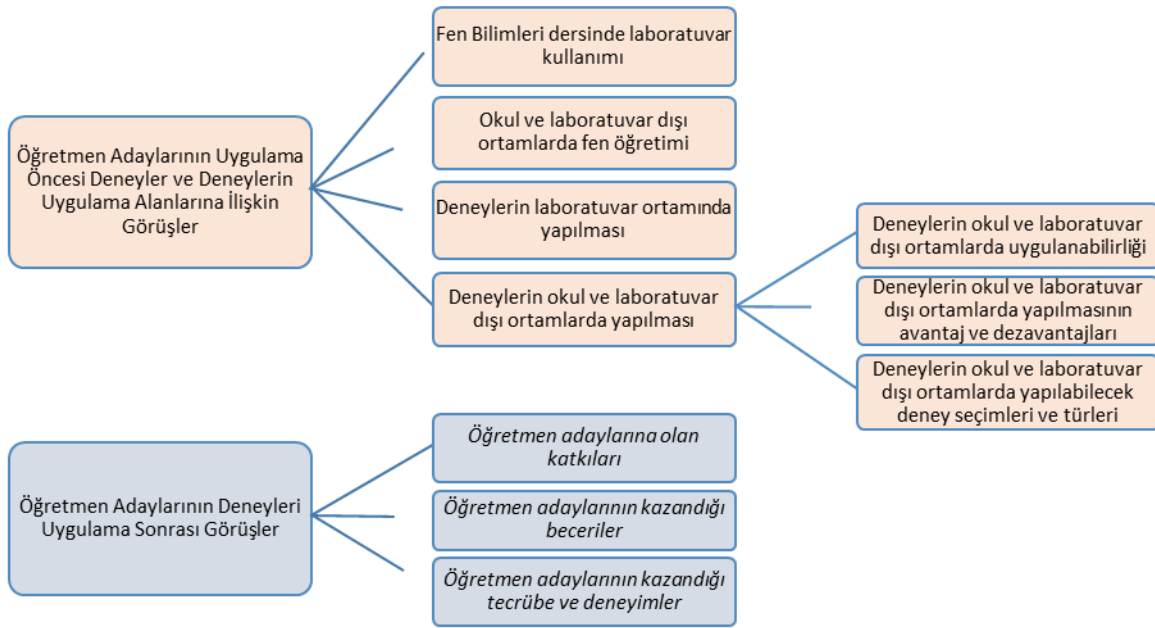 Öğretmen Adaylarının Uygulama
Öncesi Deneyler ve Deneylerin
Uygulama Alanlarına İlişkin
Görüşler
Fen Bilimleri dersinde laboratuvar
kullanımı
Okul ve laboratuvar dışı
ortamlarda fen öğretimi
Deneylerin laboratuvar ortamında
yapılması
Deneylerin okul ve laboratuvar
dışı ortamlarda yapılması
Deneylerin okul ve laboratuvar
dışı ortamlarda uygulanabilirliği
Deneylerin okul ve laboratuvar
dışı ortamlarda yapılmasının
avantaj ve dezavantajları
Deneylerin okul ve laboratuvar
dışı ortamlarda yapılabilecek
deney seçimleri ve türleri
Öğretmen Adaylarının Deneyleri
Uygulama Sonrası Görüşler
Öğretmen adaylarına olan
katkıları
Öğretmen adaylarının kazandığı
beceriler
Öğretmen adaylarının kazandığı
tecrübe ve deneyimler